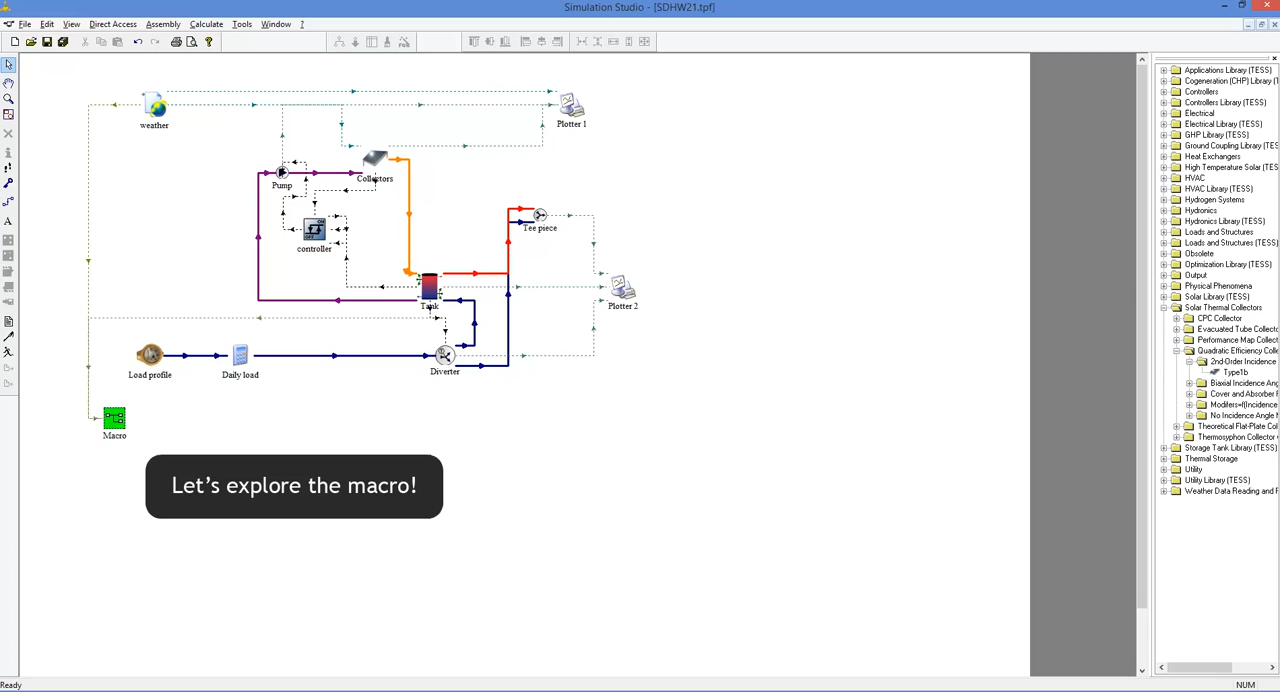 Simulation Studio - [SDHW21.tpf]
File Edit View Direct Access Assembly Calculate Tools Window ?
weather
Plotter 1
Collectors
Pump
controller
Tee piece
Tank
Plotter 2
Load profile
Daily load
Diverter
Macro
Let's explore the macro!
Applications Library (TESS)
Cogeneration (CHP) Library (T
Controllers
Controllers Library (TESS)
Electrical
Electrical Library (TESS)
GHP Library (TESS)
Ground Coupling Library (TESS
Heat Exchangers
High Temperature Solar (TESS
HVAC
HVAC Library (TESS)
Hydrogen Systems
Hydronics
Hydronics Library (TESS)
Loads and Structures
Loads and Structures (TESS)
Obsolete
Optimization Library (TESS)
Output
Physical Phenomena
Solar Library (TESS)
Solar Thermal Collectors
CPC Collector
Evacuated Tube Collecto
Performance Map Collect
Quadratic Efficiency Colle
2nd-Order Incidence
Type1b
Biaxial Incidence Ang
Cover and Absorber P
Modifers=f(Incidence
No Incidence Angle M
Theoretical Flat-Plate Col
Thermosyphon Collector
Storage Tank Library (TESS)
Thermal Storage
Utility
Utility Library (TESS)
Weather Data Reading and P
Ready
NUM